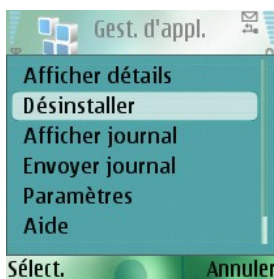 Gest. d'appl.
Afficher détails
Désinstaller
Afficher journal
Envoyer journal
Paramètres
Aide
Sélect.
Annuler